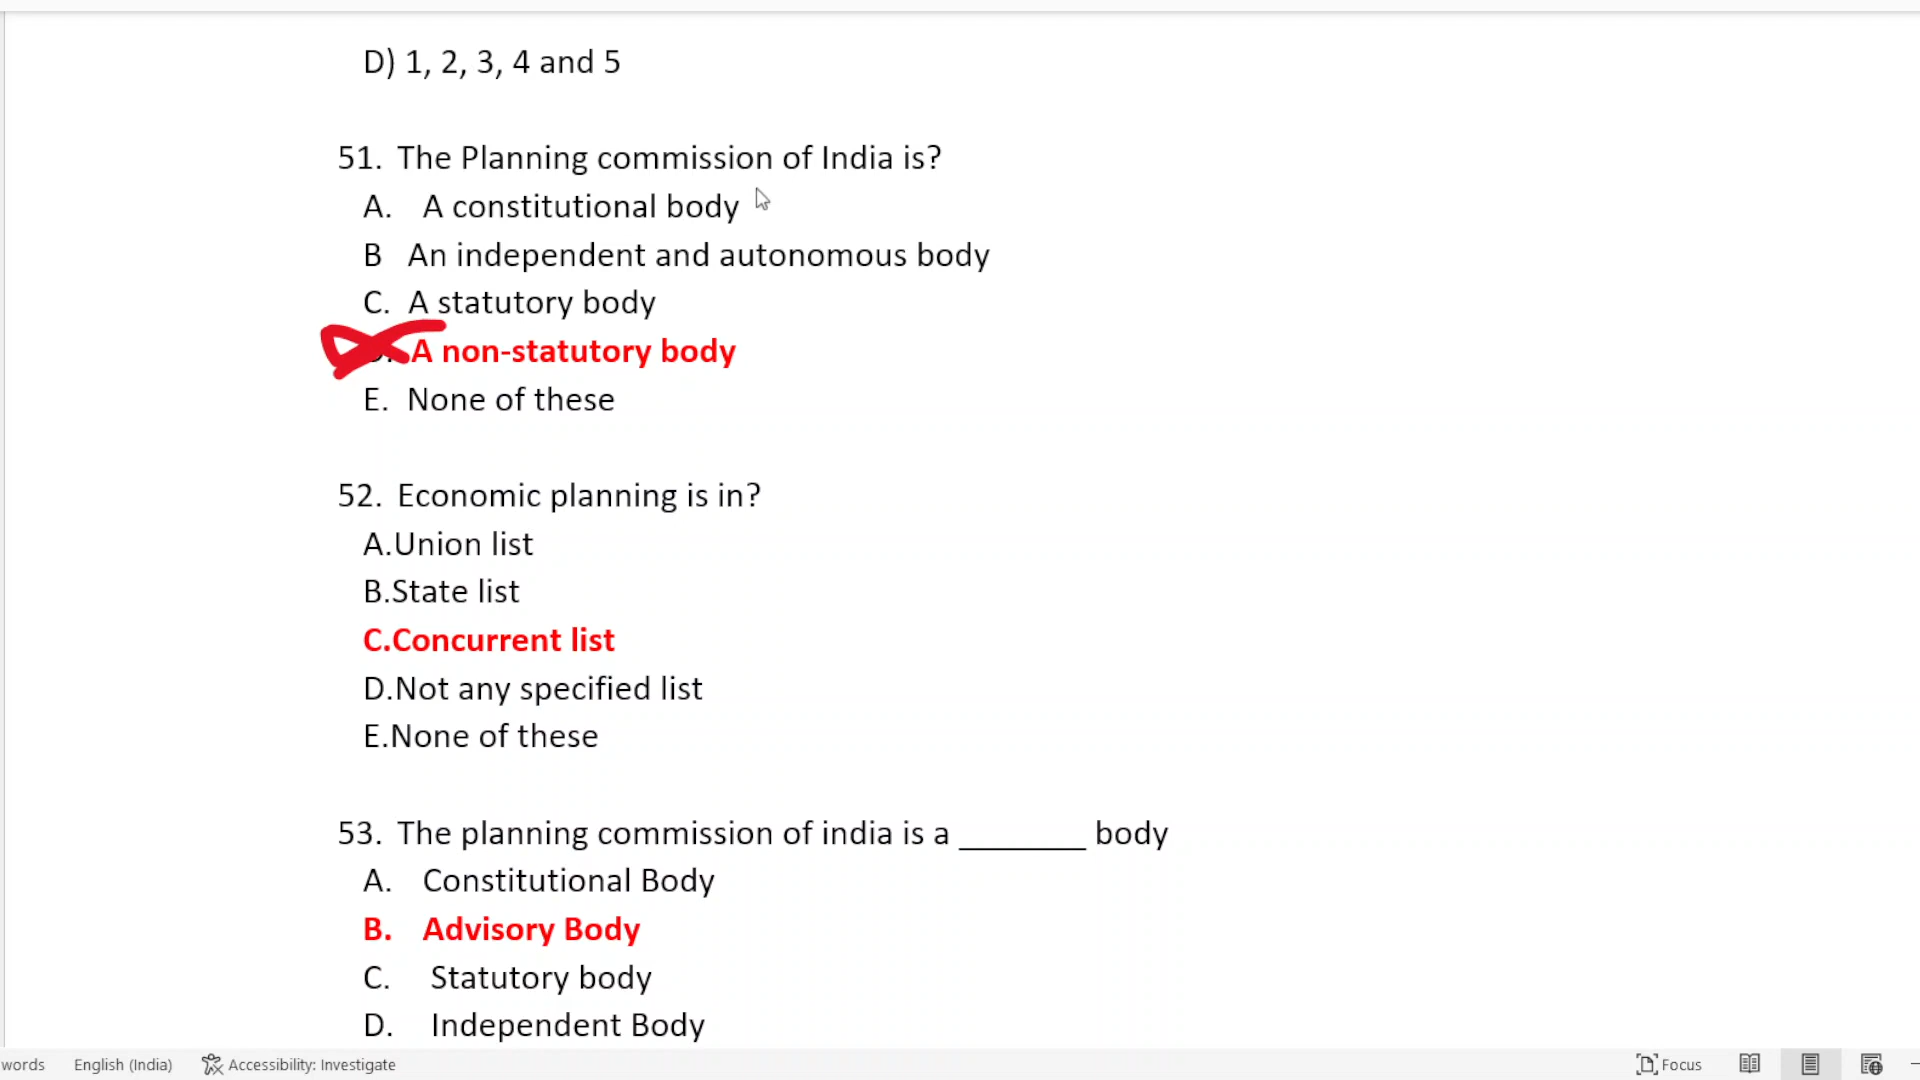 D) 1, 2, 3, 4 and 5
51. The Planning commission of India is?
A. A constitutional body
B An independent and autonomous body
C. A statutory body
A non-statutory body
E. None of these
52. Economic planning is in?
A.Union list
B.State list
C.Concurrent list
D.Not any specified list
E.None of these
53. The planning commission of india is a ________ body
A. Constitutional Body
B. Advisory Body
C. Statutory body
D. Independent Body
words English (India) Accessibility: Investigate Focus